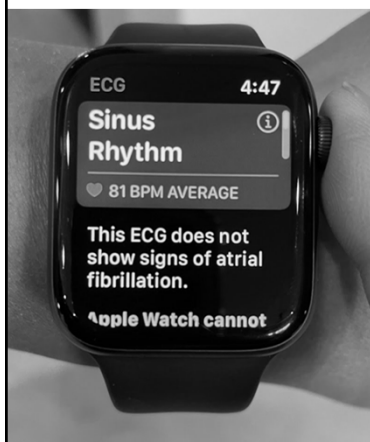 ECG 4:47
Sinus
Rhythm
81 BPM AVERAGE
This ECG does not
show signs of atrial
fibrillation.
Apple Watch cannot